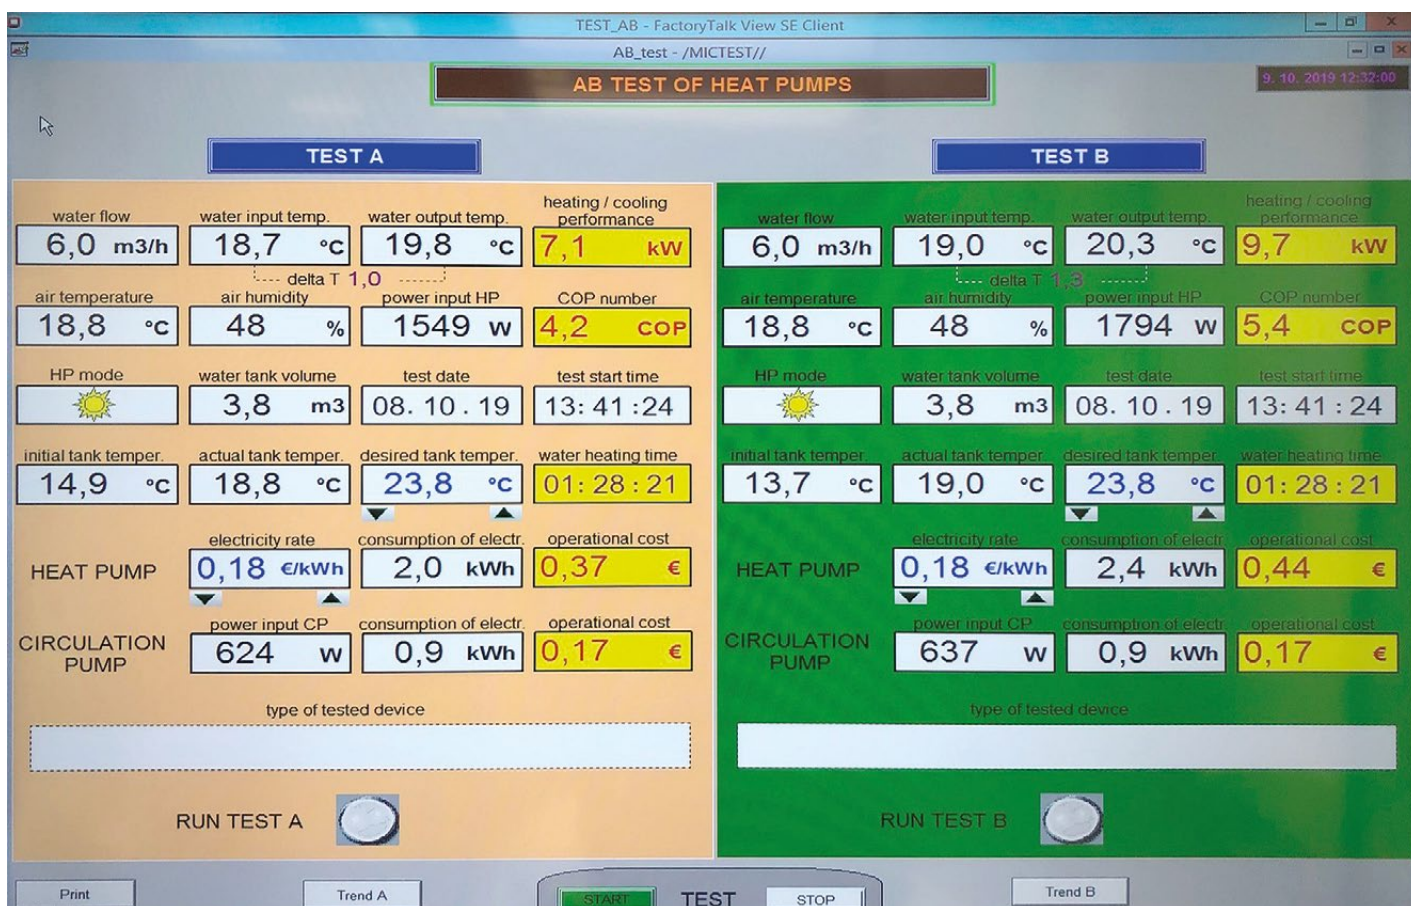 TEST_AB - FactoryTalk View SE Client
AB_test - /MICTEST//
AB TEST OF HEAT PUMPS
9. 10. 2019 12:32:00
TEST A
water flow water input temp. water output temp. heating / cooling performance
6,0 m3/h 18,7 °C 19,8 °C 7,1 kW
delta T 1,0
air temperature air humidity power input HP COP number
18,8 °C 48 % 1549 W 4,2 COP
HP mode water tank volume test date test start time
3,8 m3 08. 10 . 19 13: 41 :24
initial tank temper. actual tank temper. desired tank temper. water heating time
14,9 °C 18,8 °C 23,8 °C 01: 28 : 21
electricity rate consumption of electr. operational cost
HEAT PUMP 0,18 €/kWh 2,0 kWh 0,37 €
power input CP consumption of electr. operational cost
CIRCULATION PUMP 624 W 0,9 kWh 0,17 €
type of tested device
RUN TEST A
TEST B
water flow water input temp. water output temp. heating / cooling performance
6,0 m3/h 19,0 °C 20,3 °C 9,7 kW
delta T 1,3
air temperature air humidity power input HP COP number
18,8 °C 48 % 1794 W 5,4 COP
HP mode water tank volume test date test start time
3,8 m3 08. 10 . 19 13: 41 : 24
initial tank temper. actual tank temper. desired tank temper. water heating time
13,7 °C 19,0 °C 23,8 °C 01: 28 : 21
electricity rate consumption of electr. operational cost
HEAT PUMP 0,18 €/kWh 2,4 kWh 0,44 €
power input CP consumption of electr. operational cost
CIRCULATION PUMP 637 W 0,9 kWh 0,17 €
type of tested device
RUN TEST B
Print Trend A START TEST STOP Trend B